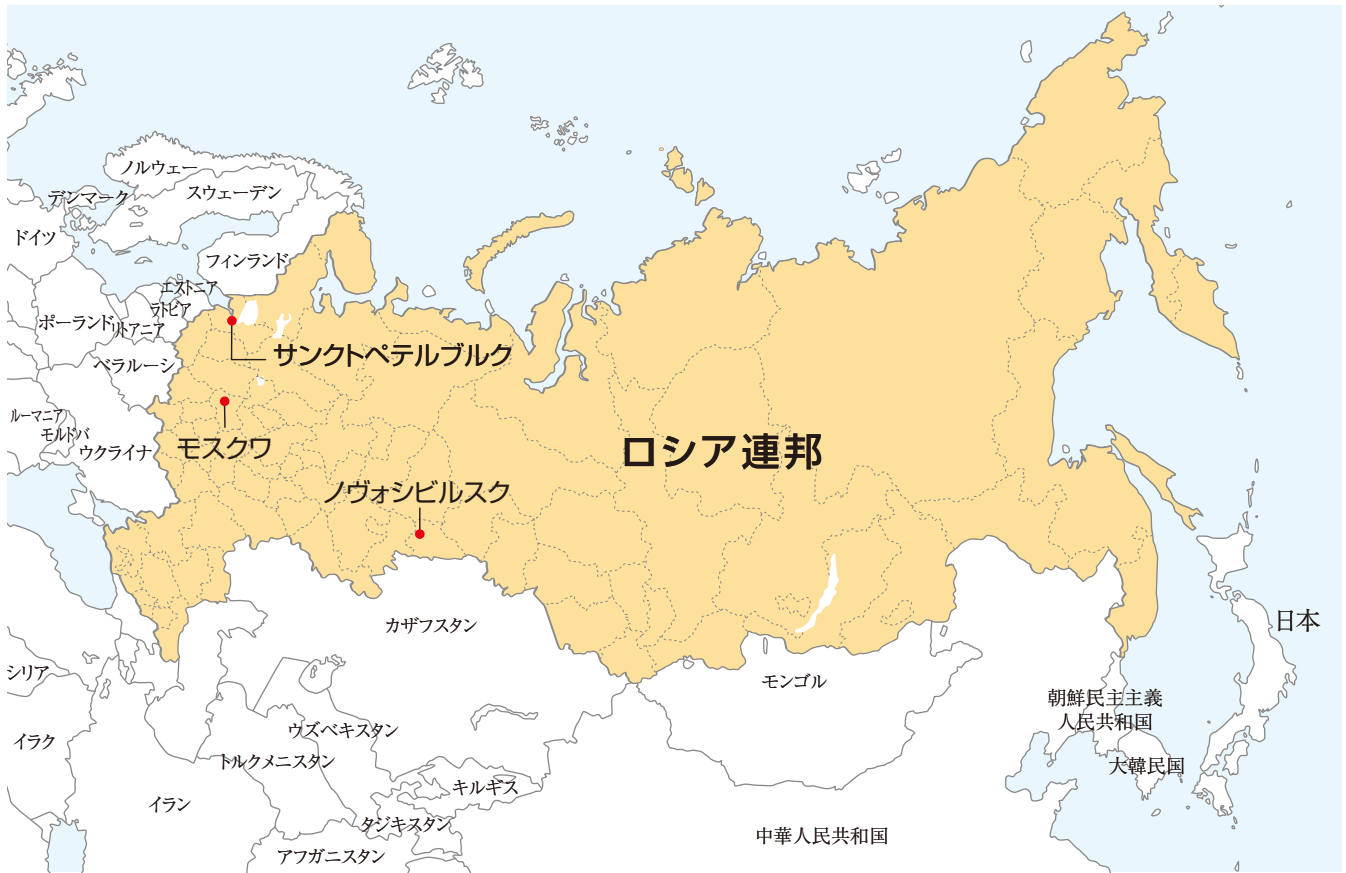 ノルウェー
スウェーデン
デンマーク
ドイツ
フィンランド
エストニア
ラトビア
リトアニア
ポーランド
サンクトペテルブルク
ベラルーシ
ルーマニア
モルドバ
ウクライナ
モスクワ
ロシア連邦
ノヴォシビルスク
カザフスタン
日本
シリア
モンゴル
朝鮮民主主義
人民共和国
イラク
ウズベキスタン
トルクメニスタン
大韓民国
キルギス
イラン
タジキスタン
中華人民共和国
アフガニスタン